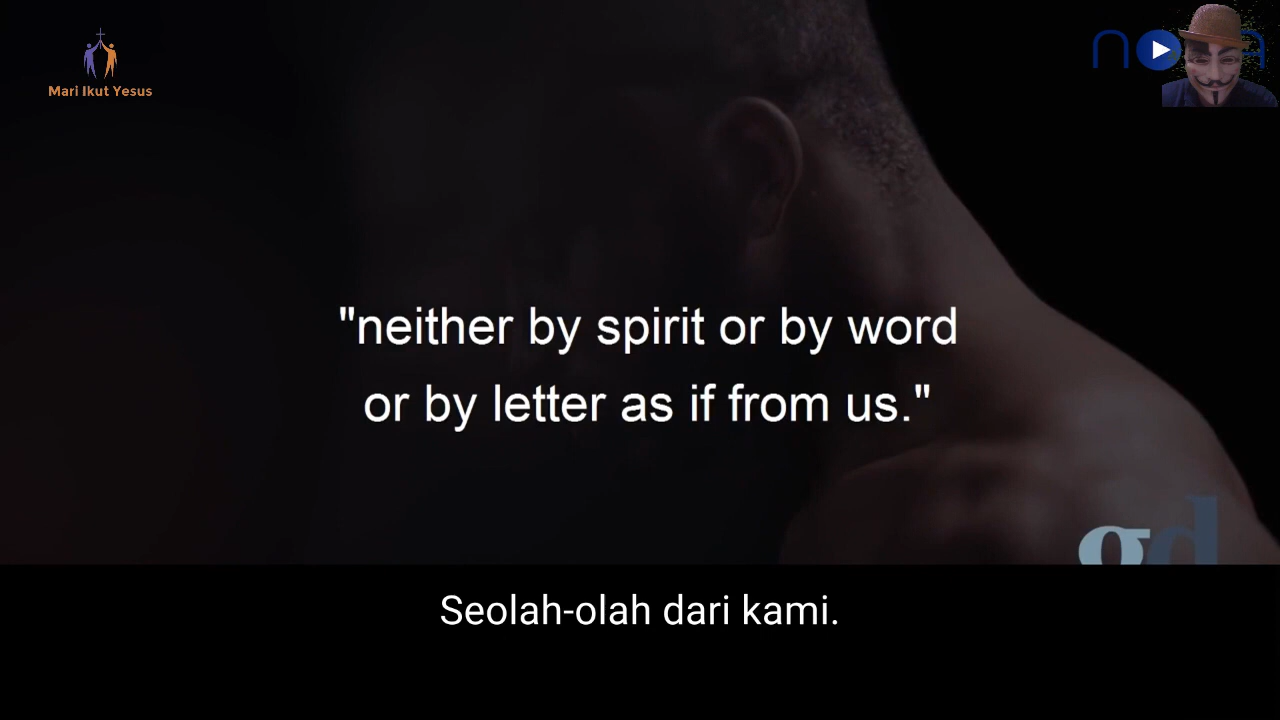 Mari Ikut Yesus
"neither by spirit or by word
or by letter as if from us."
gd
Seolah-olah dari kami.